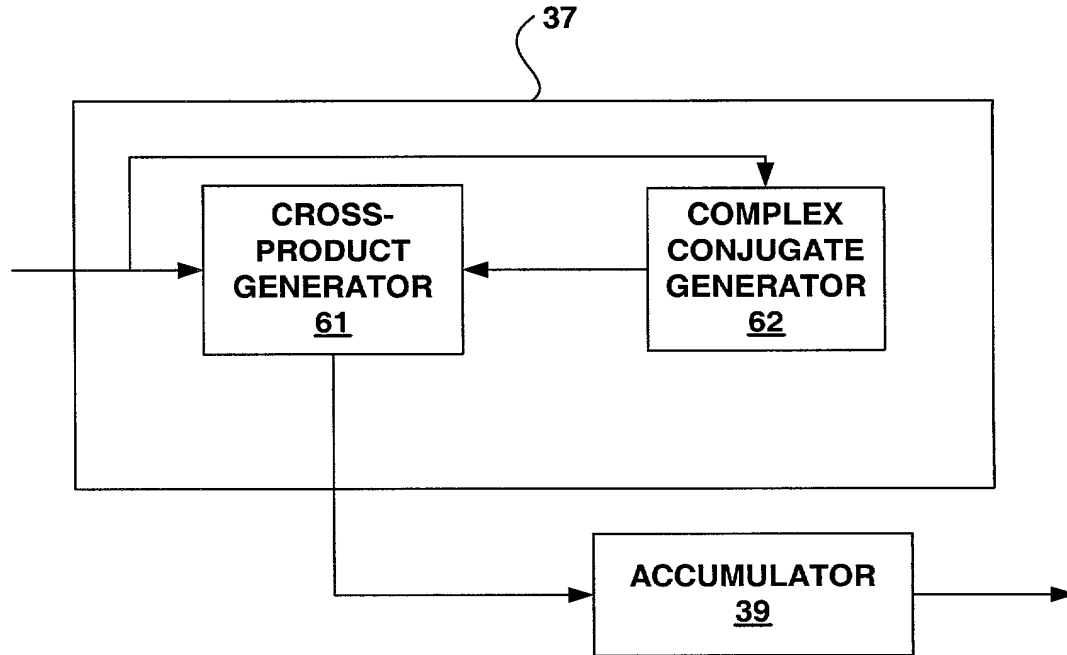 37
CROSS-
PRODUCT
GENERATOR
61
COMPLEX
CONJUGATE
GENERATOR
62
ACCUMULATOR
39